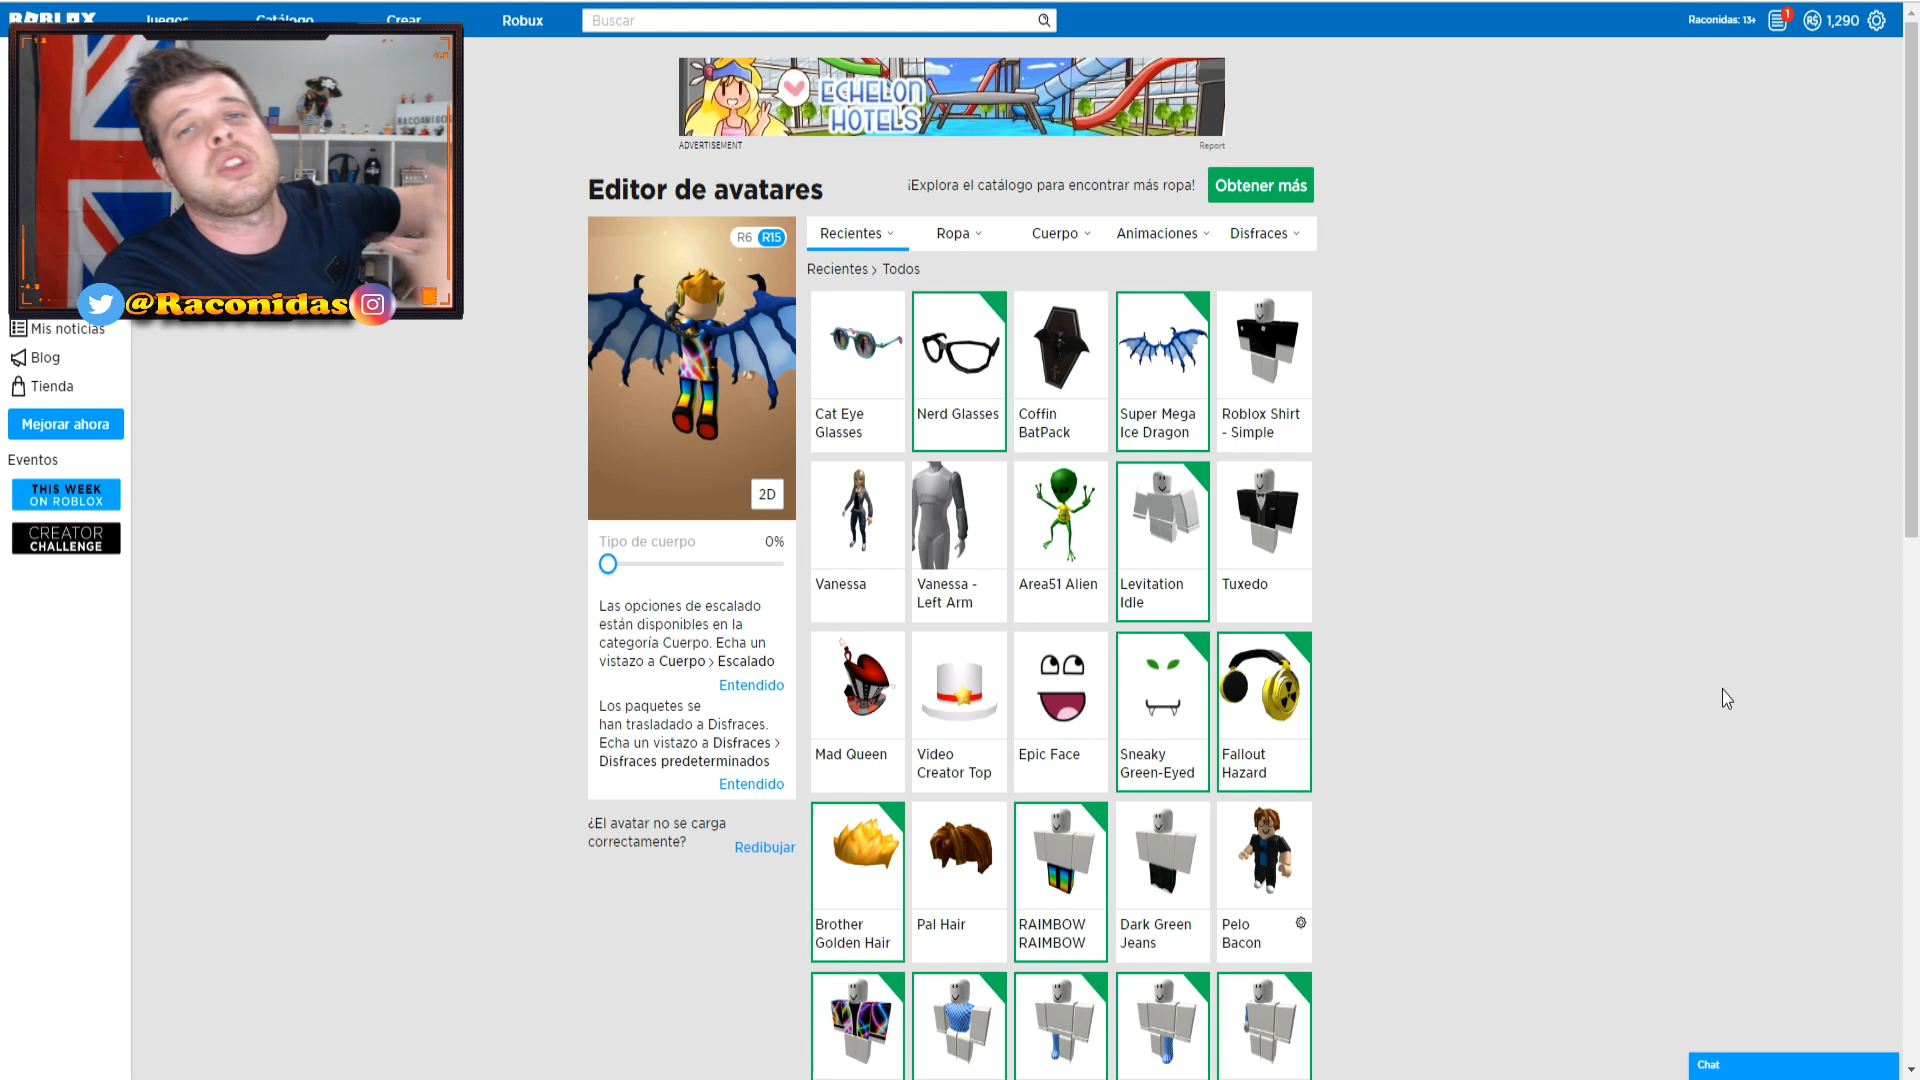 ROBLOX
Juegos
Catálogo
Crear
Robux
Buscar
Raconidas: 13+
1
1,290
RACOAMIGOS
@Raconidas
ECHELON
HOTELS
ADVERTISEMENT
Report
Mis noticias
Blog
Tienda
Mejorar ahora
Eventos
THIS WEEK
ON ROBLOX
CREATOR
CHALLENGE
Editor de avatares
¡Explora el catálogo para encontrar más ropa!
Obtener más
R6 R15
2D
Tipo de cuerpo
0%
Las opciones de escalado
están disponibles en la
categoría Cuerpo. Echa un
vistazo a Cuerpo > Escalado
Entendido
Los paquetes se
han trasladado a Disfraces.
Echa un vistazo a Disfraces >
Disfraces predeterminados
Entendido
¿El avatar no se carga
correctamente?
Redibujar
Recientes
Ropa
Cuerpo
Animaciones
Disfraces
Recientes > Todos
Cat Eye
Glasses
Nerd Glasses
Coffin
BatPack
Super Mega
Ice Dragon
Roblox Shirt
- Simple
Vanessa
Vanessa -
Left Arm
Area51 Alien
Levitation
Idle
Tuxedo
Mad Queen
Video
Creator Top
Epic Face
Sneaky
Green-Eyed
Fallout
Hazard
Brother
Golden Hair
Pal Hair
RAIMBOW
RAIMBOW
Dark Green
Jeans
Pelo
Bacon
Chat